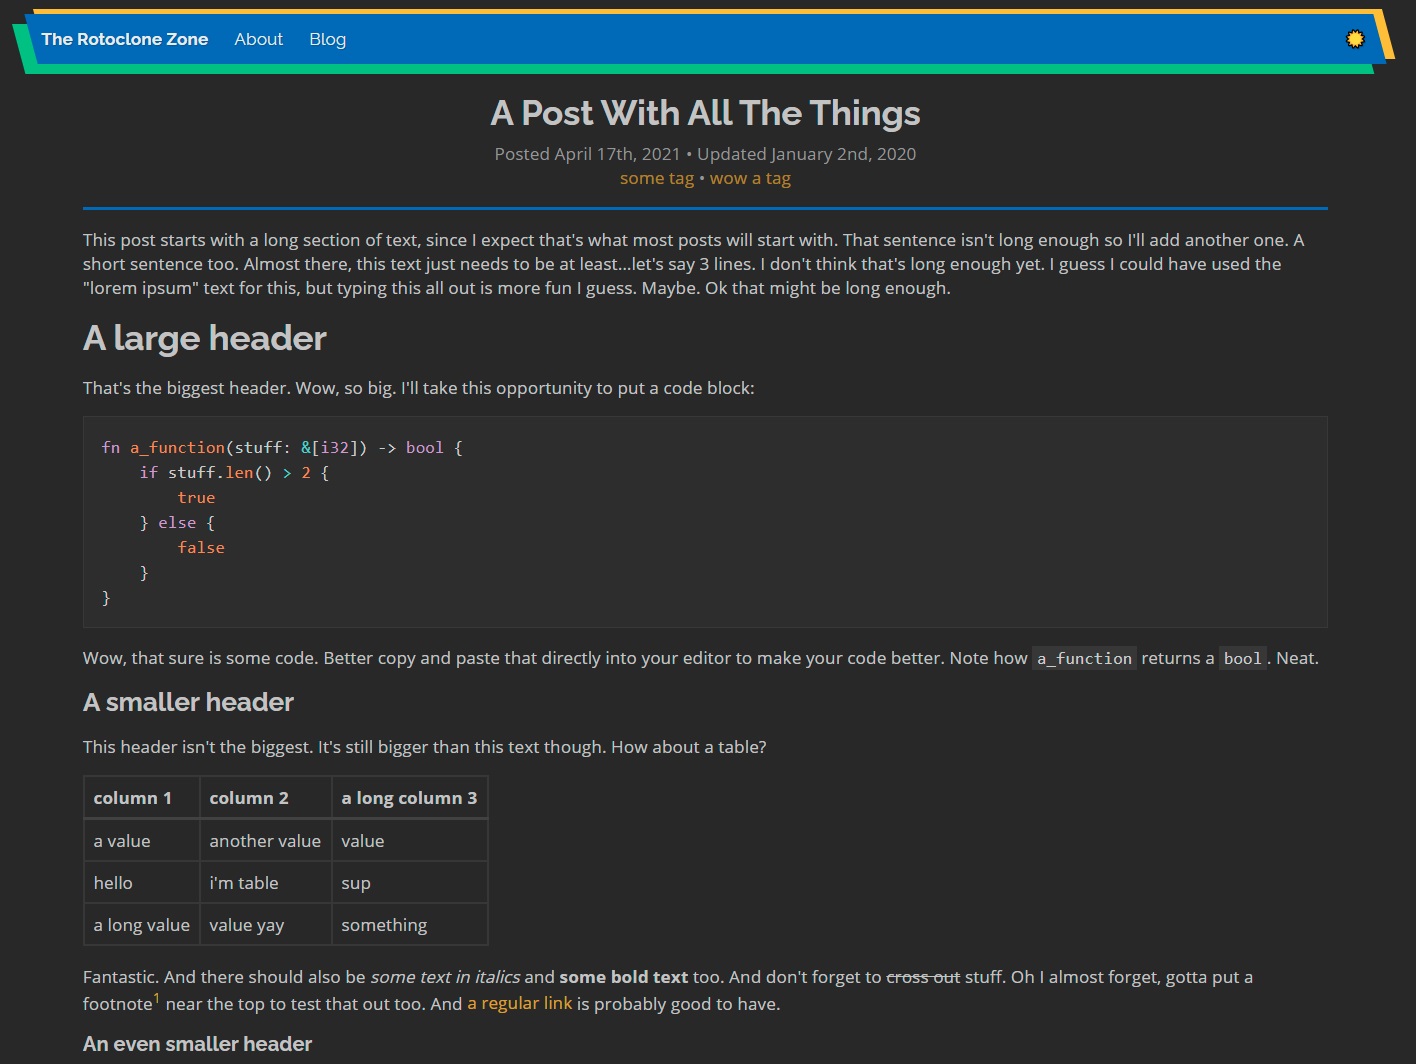 The Rotoclone Zone About Blog
A Post With All The Things
Posted April 17th, 2021 • Updated January 2nd, 2020
some tag • wow a tag
This post starts with a long section of text, since I expect that's what most posts will start with. That sentence isn't long enough so I'll add another one. A
short sentence too. Almost there, this text just needs to be at least...let's say 3 lines. I don't think that's long enough yet. I guess I could have used the
"lorem ipsum" text for this, but typing this all out is more fun I guess. Maybe. Ok that might be long enough.
A large header
That's the biggest header. Wow, so big. I'll take this opportunity to put a code block:
fn a_function(stuff: &[i32]) -> bool {
    if stuff.len() > 2 {
        true
    } else {
        false
    }
}
Wow, that sure is some code. Better copy and paste that directly into your editor to make your code better. Note how a_function returns a bool. Neat.
A smaller header
This header isn't the biggest. It's still bigger than this text though. How about a table?
column 1 column 2 a long column 3
a value another value value
hello i'm table sup
a long value value yay something
Fantastic. And there should also be some text in italics and some bold text too. And don't forget to cross out stuff. Oh I almost forget, gotta put a
footnote1 near the top to test that out too. And a regular link is probably good to have.
An even smaller header